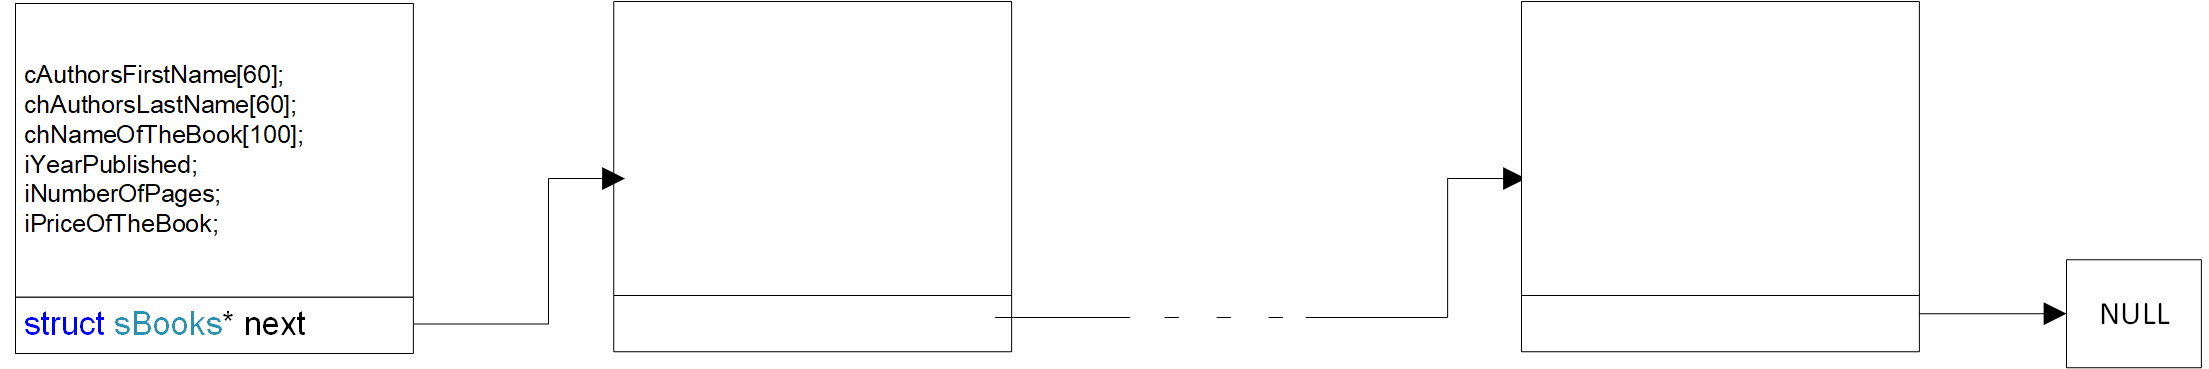 cAuthorsFirstName[60];
chAuthorsLastName[60];
chNameOfTheBook[100];
iYearPublished;
iNumberOfPages;
iPriceOfTheBook;
struct sBooks* next
NULL